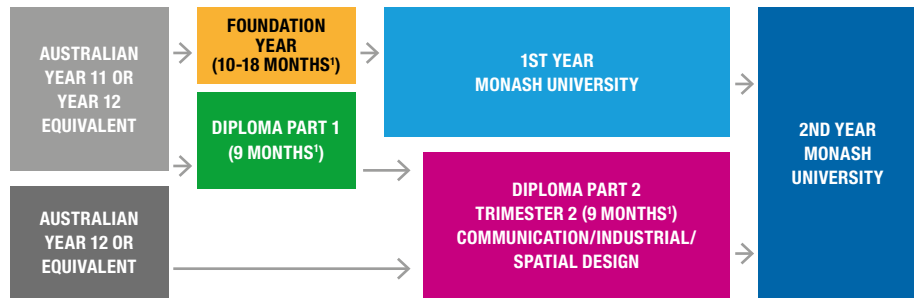 AUSTRALIAN
YEAR 11 OR
YEAR 12
EQUIVALENT
FOUNDATION
YEAR
(10-18 MONTHS¹)
1ST YEAR
MONASH UNIVERSITY
DIPLOMA PART 1
(9 MONTHS¹)
2ND YEAR
MONASH
UNIVERSITY
AUSTRALIAN
YEAR 12 OR
EQUIVALENT
DIPLOMA PART 2
TRIMESTER 2 (9 MONTHS¹)
COMMUNICATION/INDUSTRIAL/
SPATIAL DESIGN